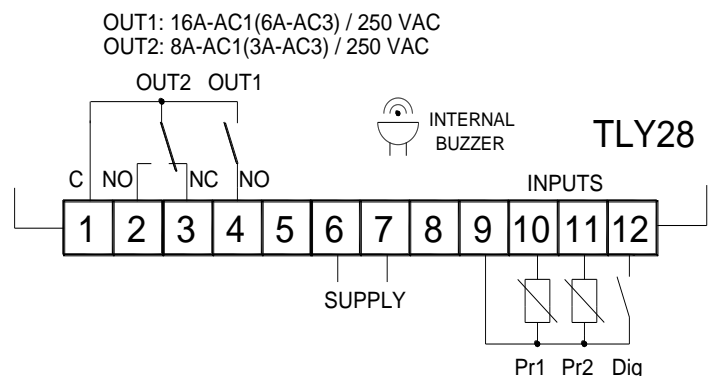 OUT1: 16A-AC1(6A-AC3) / 250 VAC
OUT2: 8A-AC1(3A-AC3) / 250 VAC
OUT2 OUT1
INTERNAL
BUZZER
TLY28
C NO NC NO
INPUTS
1 2 3 4 5 6 7 8 9 10 11 12
SUPPLY
Pr1 Pr2 Dig